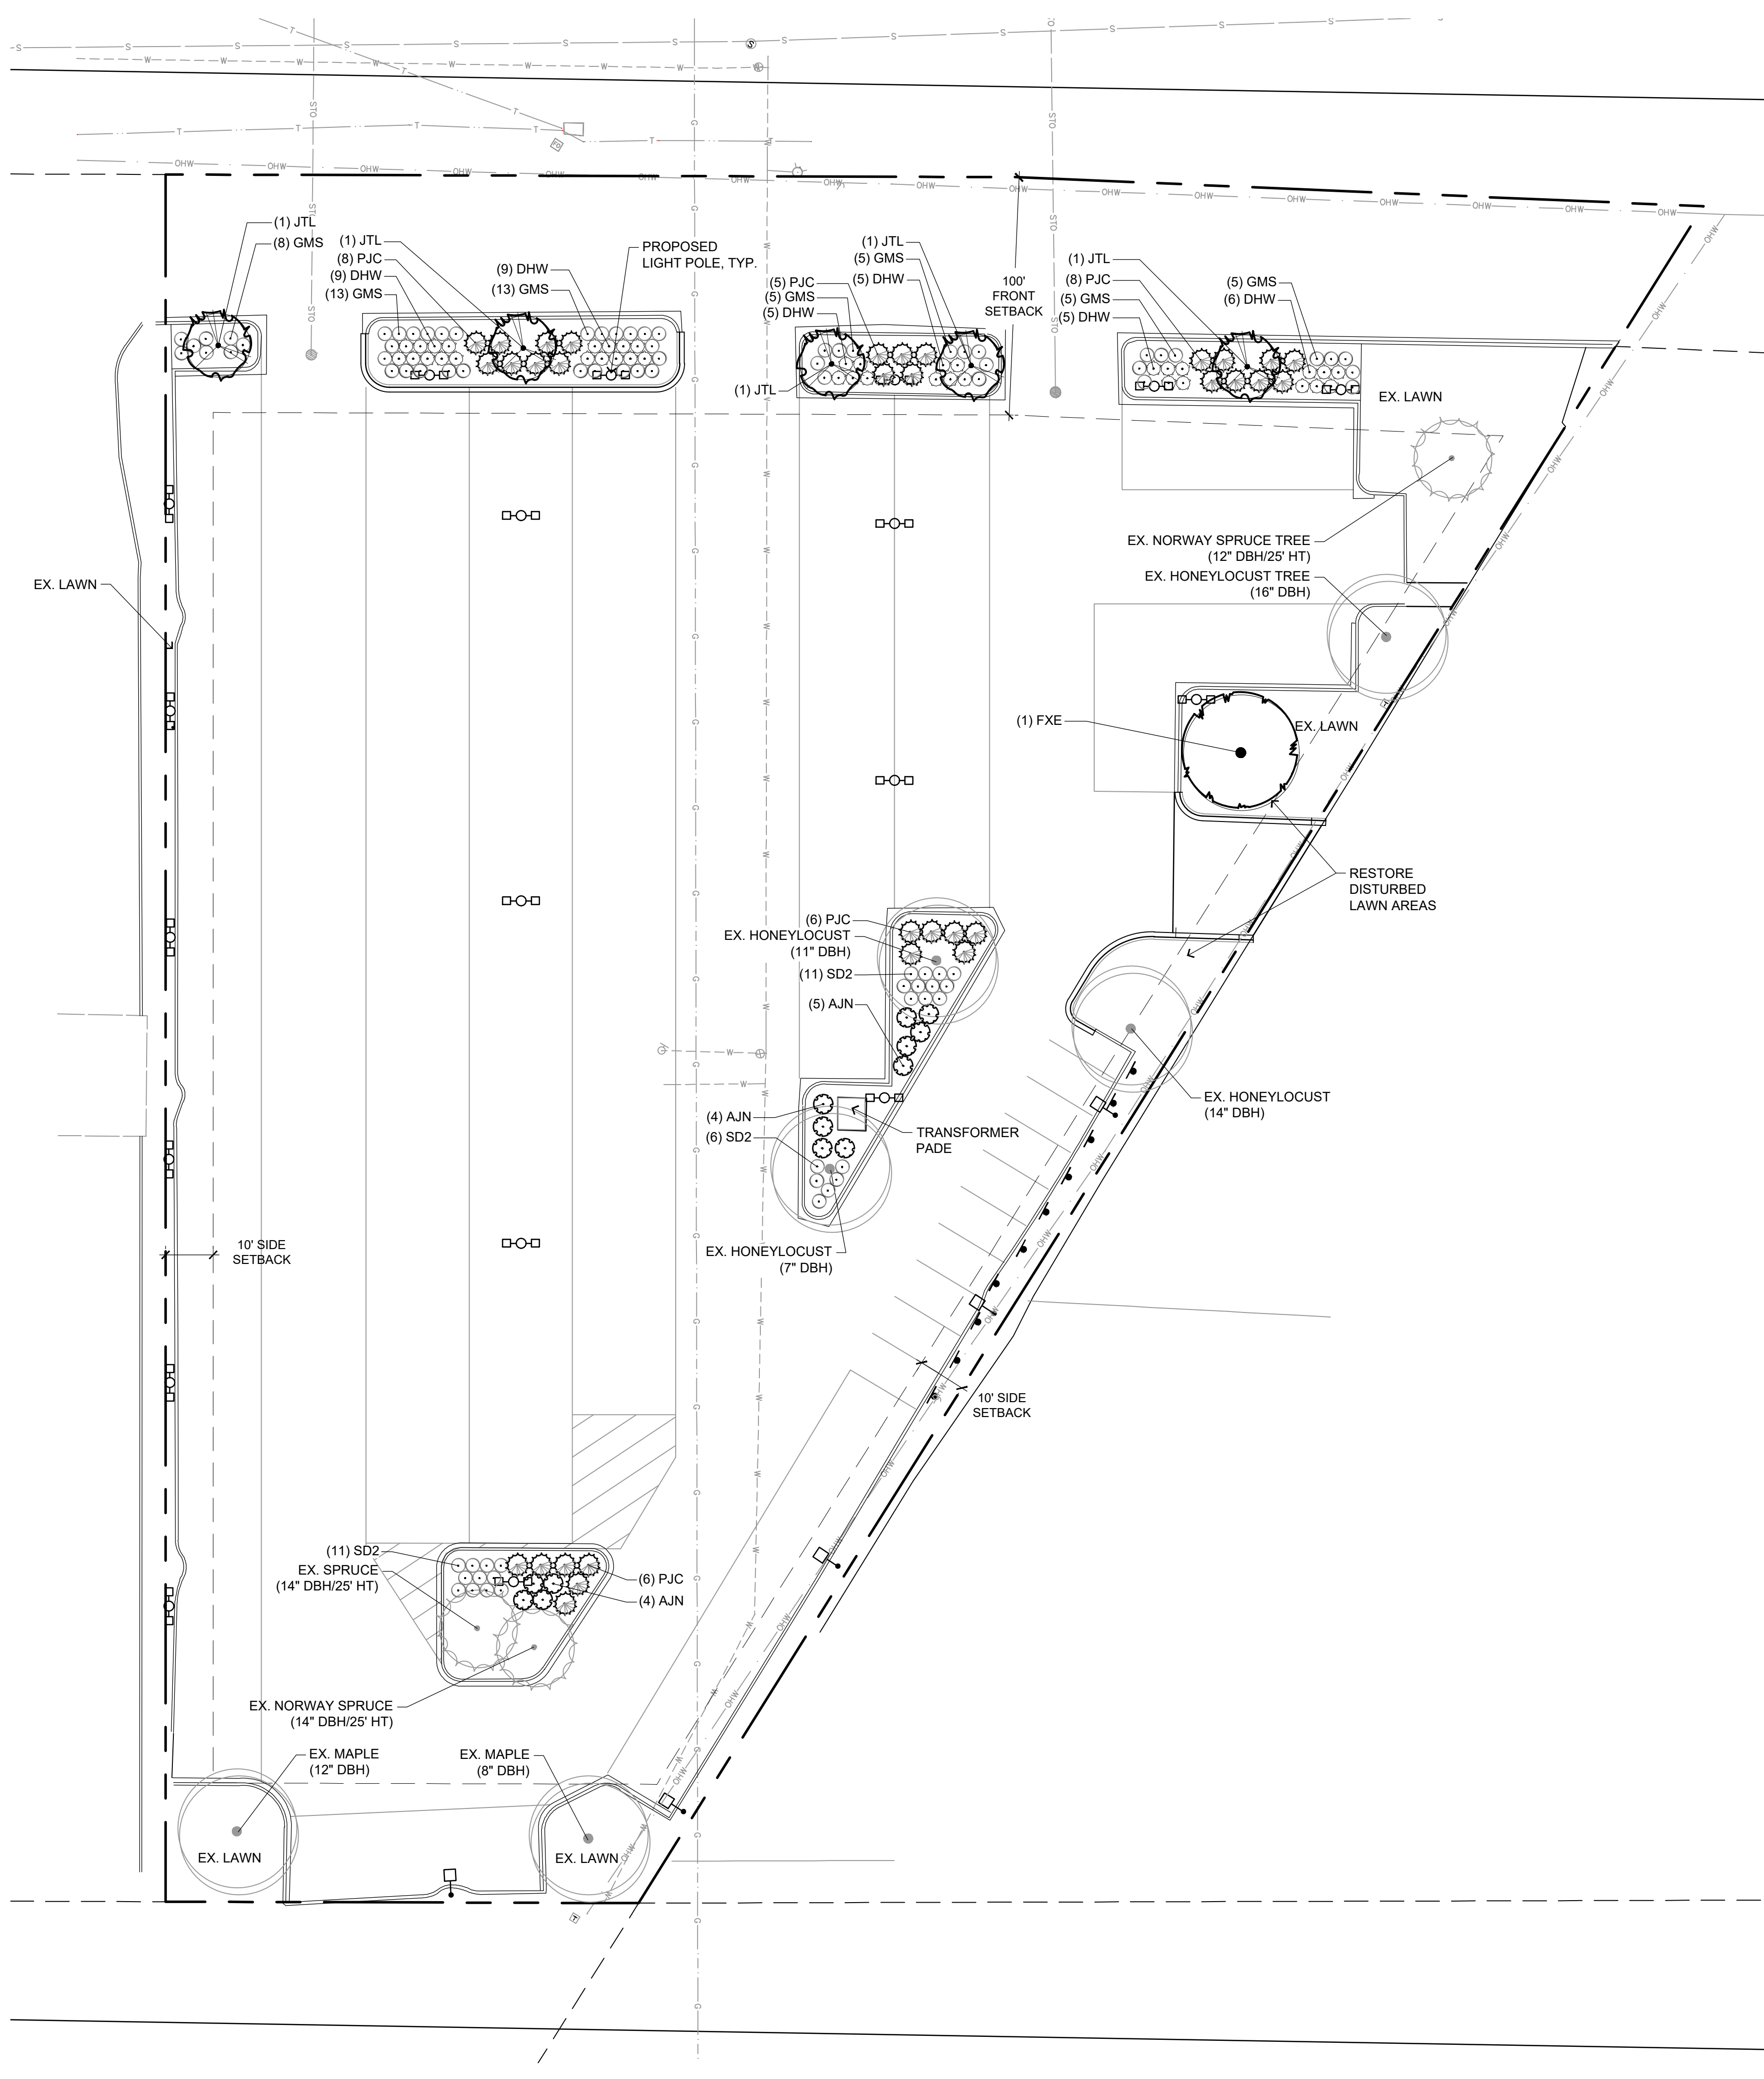 (1) JTL
(8) GMS
(1) JTL
(8) PJC
(9) DHW
(13) GMS
(9) DHW
(13) GMS
PROPOSED
LIGHT POLE, TYP.
(5) PJC
(5) GMS
(5) DHW
(1) JTL
(1) JTL
(5) GMS
(5) DHW
100'
FRONT
SETBACK
(1) JTL
(8) PJC
(5) GMS
(5) DHW
(5) GMS
(6) DHW
EX. LAWN
EX. NORWAY SPRUCE TREE
(12" DBH/25' HT)
EX. HONEYLOCUST TREE
(16" DBH)
EX. LAWN
(1) FXE
EX. LAWN
RESTORE
DISTURBED
LAWN AREAS
(6) PJC
EX. HONEYLOCUST
(11" DBH)
(11) SD2
(5) AJN
(4) AJN
(6) SD2
TRANSFORMER
PADE
EX. HONEYLOCUST
(14" DBH)
EX. HONEYLOCUST
(7" DBH)
10' SIDE
SETBACK
10' SIDE
SETBACK
(11) SD2
EX. SPRUCE
(14" DBH/25' HT)
(6) PJC
(4) AJN
EX. NORWAY SPRUCE
(14" DBH/25' HT)
EX. MAPLE
(12" DBH)
EX. MAPLE
(8" DBH)
EX. LAWN
EX. LAWN